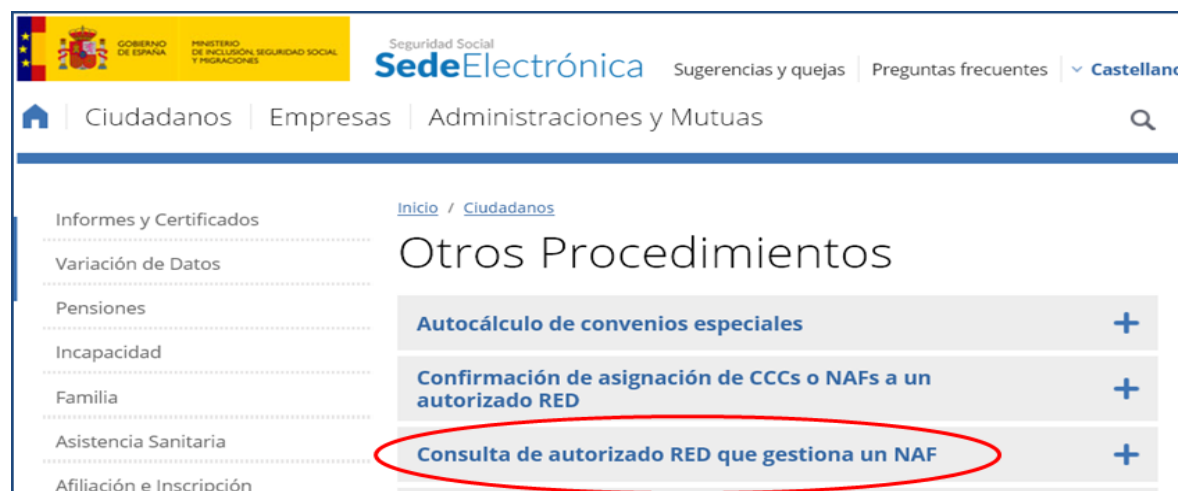 GOBIERNO
DE ESPAÑA
MINISTERIO
DE INCLUSIÓN, SEGURIDAD SOCIAL
Y MIGRACIONES
Seguridad Social
SedeElectrónica
Sugerencias y quejas
Preguntas frecuentes
Castellano
Ciudadanos
Empresas
Administraciones y Mutuas
Informes y Certificados
Variación de Datos
Pensiones
Incapacidad
Familia
Asistencia Sanitaria
Afiliación e Inscripción
Inicio / Ciudadanos
Otros Procedimientos
Autocálculo de convenios especiales
Confirmación de asignación de CCCs o NAFs a un
autorizado RED
Consulta de autorizado RED que gestiona un NAF